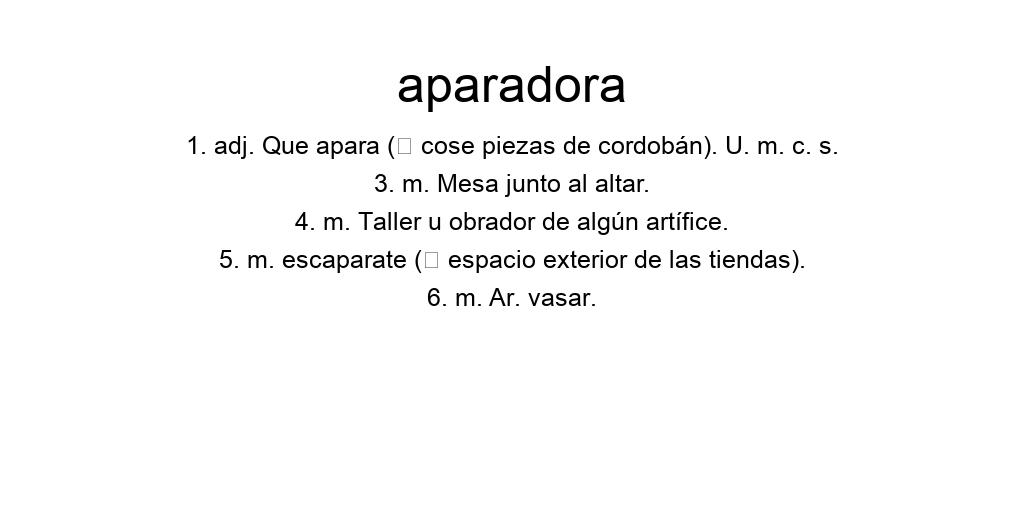 aparadora
1. adj. Que apara (□ cose piezas de cordobán). U. m. c. s.
3. m. Mesa junto al altar.
4. m. Taller u obrador de algún artífice.
5. m. escaparate (□ espacio exterior de las tiendas).
6. m. Ar. vasar.